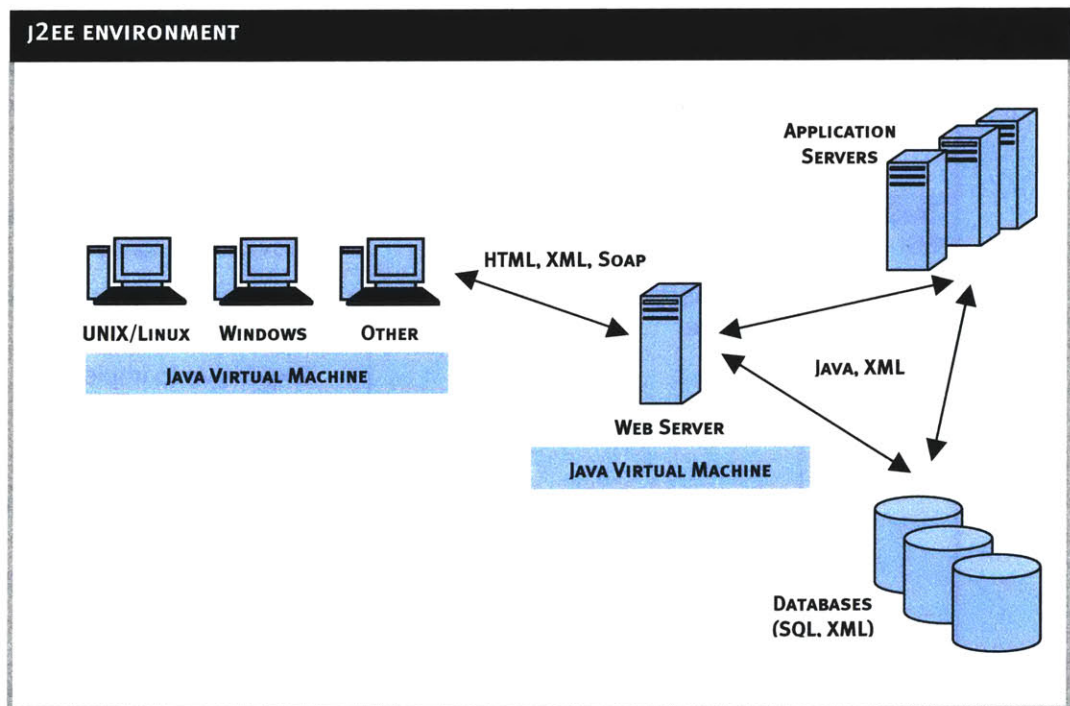 J2EE ENVIRONMENT
APPLICATION
SERVERS
HTML, XML, SOAP
UNIX/LINUX WINDOWS OTHER
JAVA VIRTUAL MACHINE
JAVA, XML
WEB SERVER
JAVA VIRTUAL MACHINE
DATABASES
(SQL, XML)